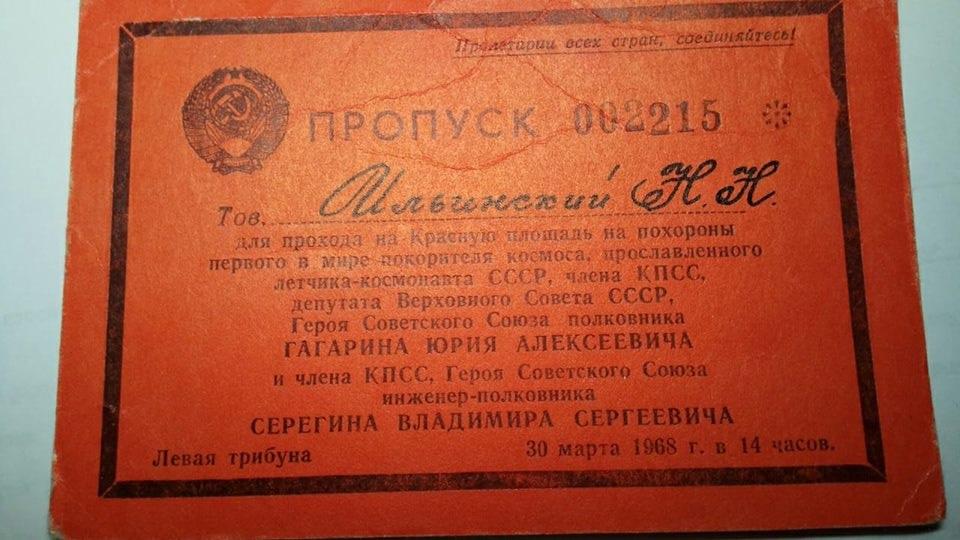 Пролетарии всех стран, соединяйтесь!
ПРОПУСК 002215
Тов. Ильинский Н. Н.
для прохода на Красную площадь на похороны
первого в мире покорителя космоса, прославленного
летчика-космонавта СССР, члена КПСС,
депутата Верховного Совета СССР,
Героя Советского Союза полковника
ГАГАРИНА ЮРИЯ АЛЕКСЕЕВИЧА
и члена КПСС, Героя Советского Союза
инженер-полковника
СЕРЕГИНА ВЛАДИМИРА СЕРГЕЕВИЧА
Левая трибуна 30 марта 1968 г. в 14 часов.